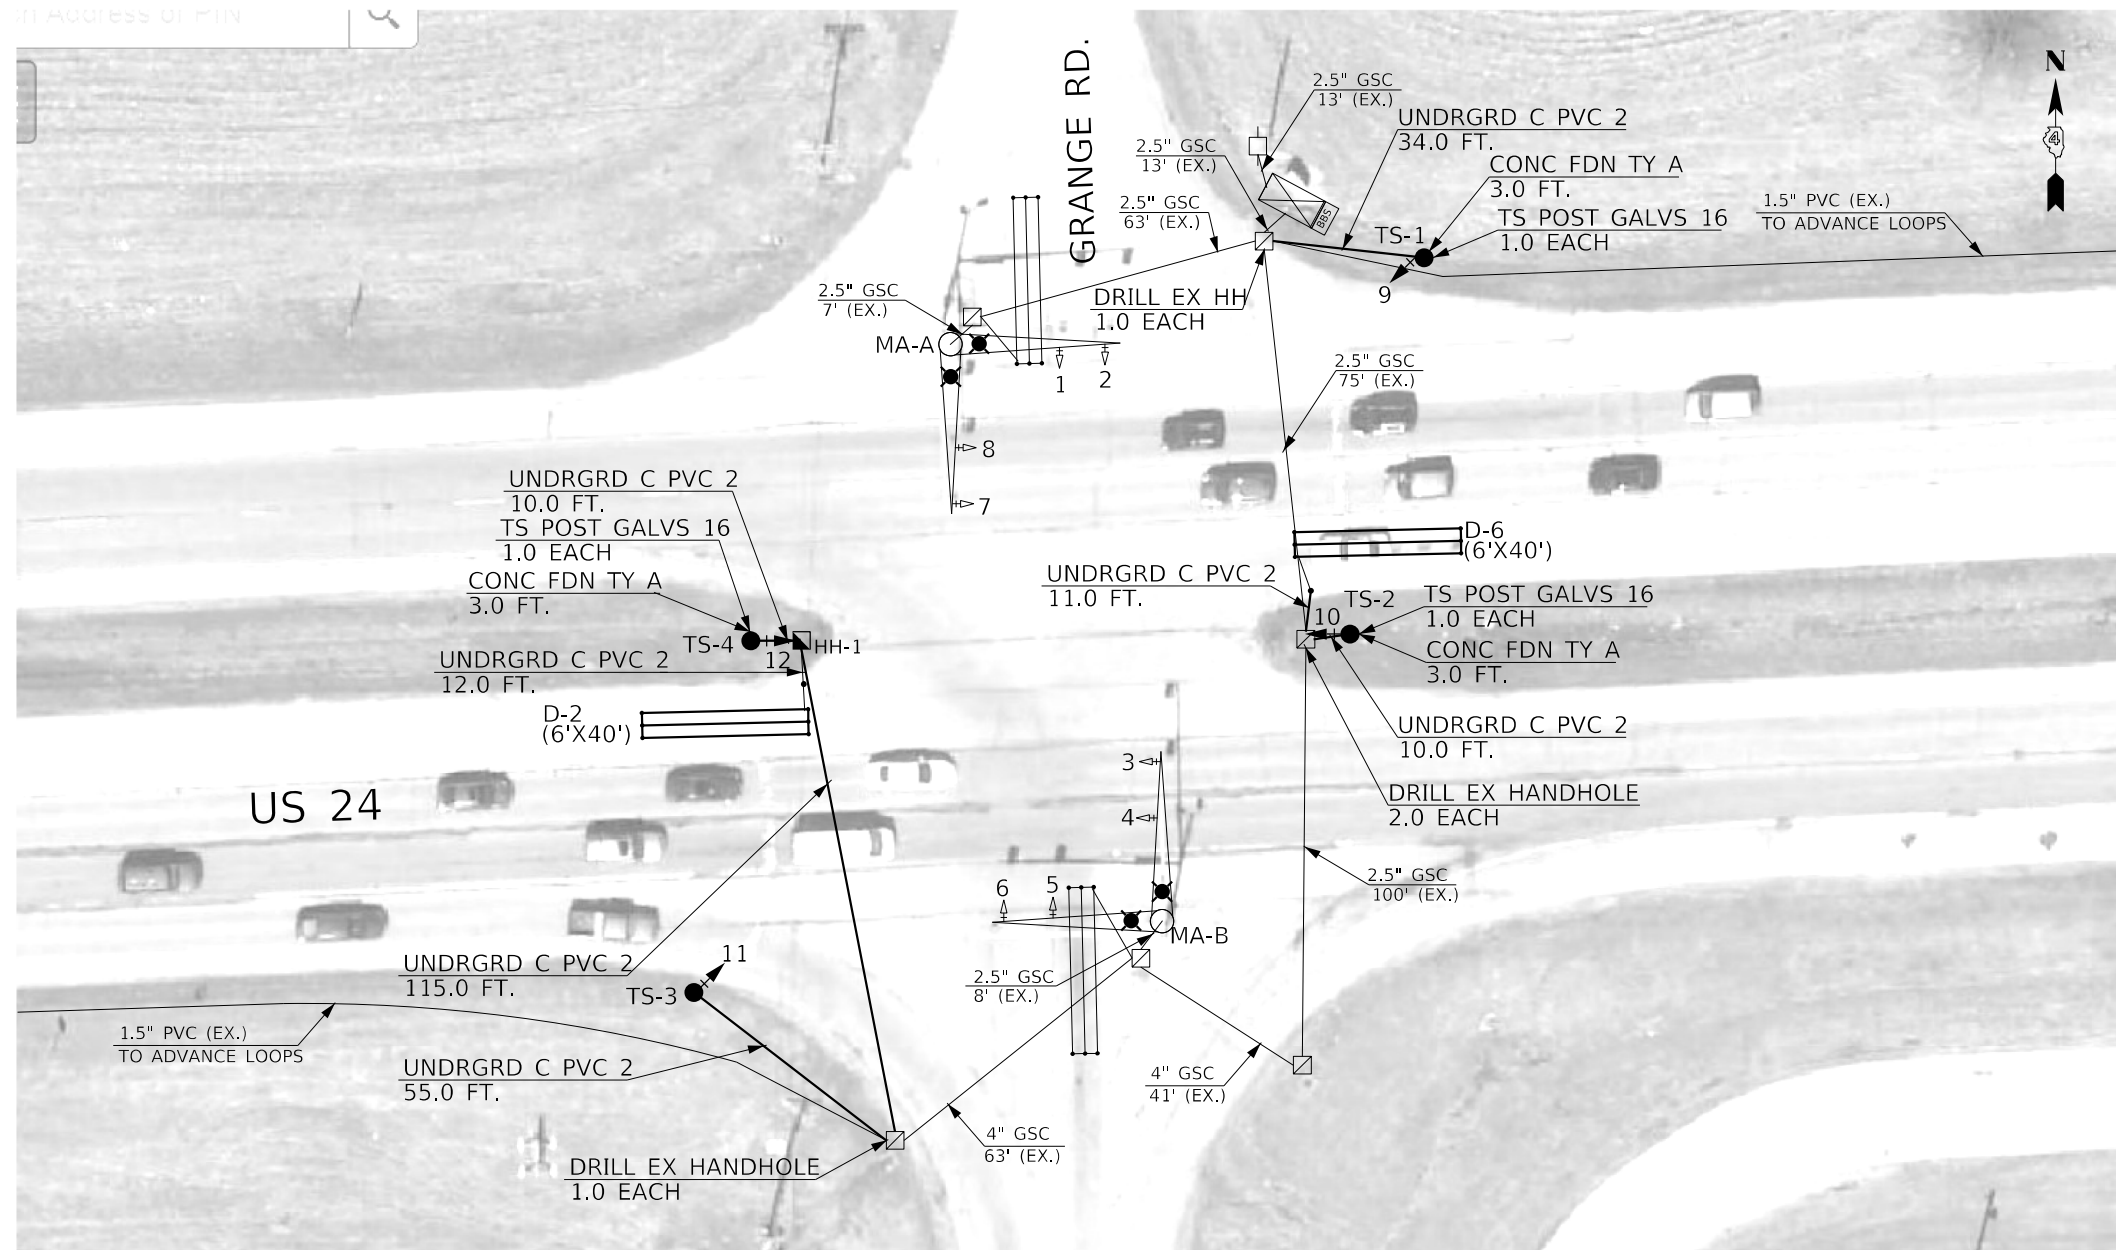 Address or PIN
GRANGE RD.
N
4
2.5" GSC
13' (EX.)
UNDRGRD C PVC 2
34.0 FT.
2.5" GSC
13' (EX.)
CONC FDN TY A
3.0 FT.
1.5" PVC (EX.)
TO ADVANCE LOOPS
2.5" GSC
63' (EX.)
BBS
TS-1
TS POST GALVS 16
1.0 EACH
9
2.5" GSC
7' (EX.)
DRILL EX HH
1.0 EACH
MA-A
1
2
2.5" GSC
75' (EX.)
8
7
UNDRGRD C PVC 2
10.0 FT.
TS POST GALVS 16
1.0 EACH
CONC FDN TY A
3.0 FT.
D-6
(6'X40')
UNDRGRD C PVC 2
11.0 FT.
TS-2
10
TS POST GALVS 16
1.0 EACH
CONC FDN TY A
3.0 FT.
TS-4
12
HH-1
UNDRGRD C PVC 2
12.0 FT.
D-2
(6'X40')
UNDRGRD C PVC 2
10.0 FT.
3
4
DRILL EX HANDHOLE
2.0 EACH
US 24
2.5" GSC
100' (EX.)
6
5
MA-B
11
UNDRGRD C PVC 2
115.0 FT.
TS-3
2.5" GSC
8' (EX.)
1.5" PVC (EX.)
TO ADVANCE LOOPS
UNDRGRD C PVC 2
55.0 FT.
4" GSC
41' (EX.)
4" GSC
63' (EX.)
DRILL EX HANDHOLE
1.0 EACH